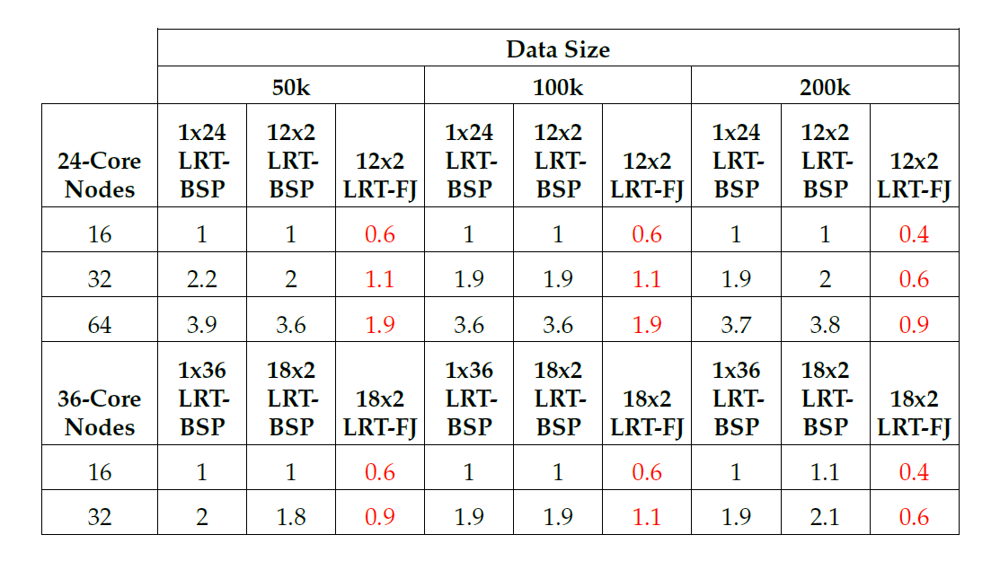 Data Size
50k 100k 200k
24-Core Nodes 1x24 LRT-BSP 12x2 LRT-BSP 12x2 LRT-FJ 1x24 LRT-BSP 12x2 LRT-BSP 12x2 LRT-FJ 1x24 LRT-BSP 12x2 LRT-BSP 12x2 LRT-FJ
16 1 1 0.6 1 1 0.6 1 1 0.4
32 2.2 2 1.1 1.9 1.9 1.1 1.9 2 0.6
64 3.9 3.6 1.9 3.6 3.6 1.9 3.7 3.8 0.9
36-Core Nodes 1x36 LRT-BSP 18x2 LRT-BSP 18x2 LRT-FJ 1x36 LRT-BSP 18x2 LRT-BSP 18x2 LRT-FJ 1x36 LRT-BSP 18x2 LRT-BSP 18x2 LRT-FJ
16 1 1 0.6 1 1 0.6 1 1.1 0.4
32 2 1.8 0.9 1.9 1.9 1.1 1.9 2.1 0.6